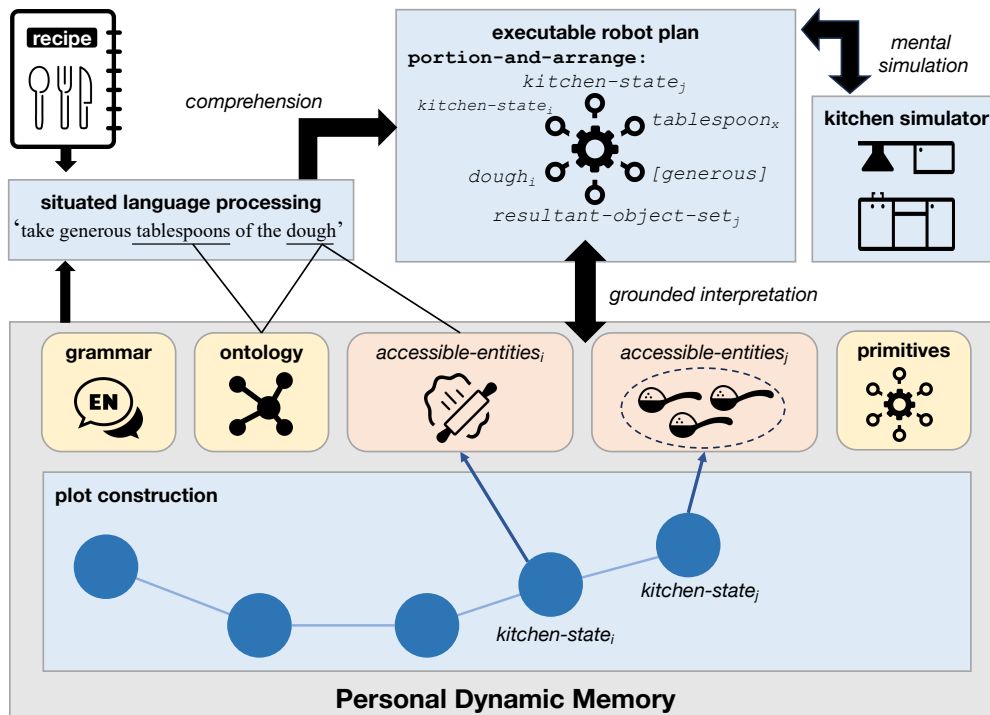 recipe
comprehension
situated language processing
‘take generous tablespoons of the dough’
executable robot plan
portion-and-arrange:
kitchen-state_j
kitchen-state_i
tablespoon_x
dough_i
[generous]
resultant-object-set_j
mental
simulation
kitchen simulator
grounded interpretation
grammar
EN
ontology
accessible-entities_i
accessible-entities_j
primitives
plot construction
kitchen-state_i
kitchen-state_j
Personal Dynamic Memory